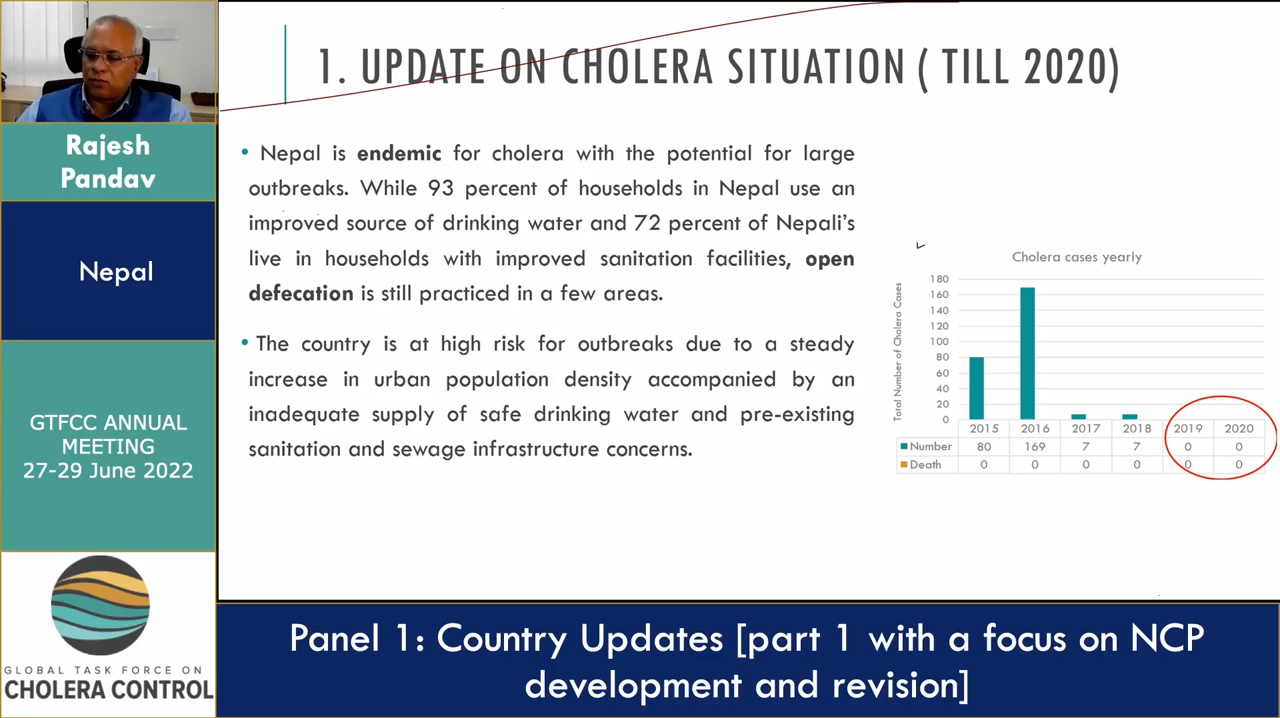 Rajesh
Pandav
Nepal
GTFCC ANNUAL
MEETING
27-29 June 2022
GLOBAL TASK FORCE ON
CHOLERA CONTROL
1. UPDATE ON CHOLERA SITUATION ( TILL 2020)
• Nepal is endemic for cholera with the potential for large
outbreaks. While 93 percent of households in Nepal use an
improved source of drinking water and 72 percent of Nepali's
live in households with improved sanitation facilities, open
defecation is still practiced in a few areas.
• The country is at high risk for outbreaks due to a steady
increase in urban population density accompanied by an
inadequate supply of safe drinking water and pre-existing
sanitation and sewage infrastructure concerns.
Cholera cases yearly
Total Number of Cholera Cases
180
160
140
120
100
80
60
40
20
0
2015 2016 2017 2018 2019 2020
Number 80 169 7 7 0 0
Death 0 0 0 0 0 0
Panel 1: Country Updates [part 1 with a focus on NCP
development and revision]